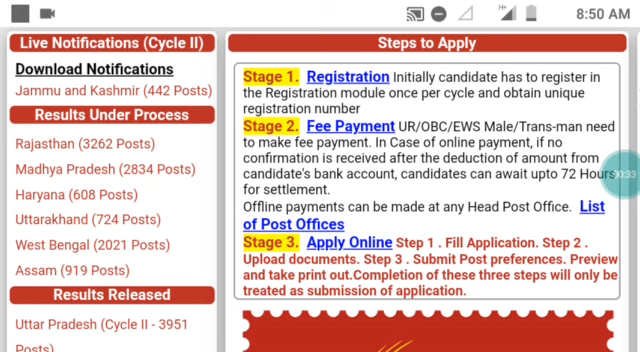 8:50 AM
Live Notifications (Cycle II)
Download Notifications
Jammu and Kashmir (442 Posts)
Results Under Process
Rajasthan (3262 Posts)
Madhya Pradesh (2834 Posts)
Haryana (608 Posts)
Uttarakhand (724 Posts)
West Bengal (2021 Posts)
Assam (919 Posts)
Results Released
Uttar Pradesh (Cycle II - 3951
Posts)
Steps to Apply
Stage 1. Registration Initially candidate has to register in
the Registration module once per cycle and obtain unique
registration number
Stage 2. Fee Payment UR/OBC/EWS Male/Trans-man need
to make fee payment. In Case of online payment, if no
confirmation is received after the deduction of amount from
candidate's bank account, candidates can await upto 72 Hours
for settlement.
Offline payments can be made at any Head Post Office. List
of Post Offices
Stage 3. Apply Online Step 1 . Fill Application. Step 2 .
Upload documents. Step 3 . Submit Post preferences. Preview
and take print out.Completion of these three steps will only be
treated as submission of application.
00:33